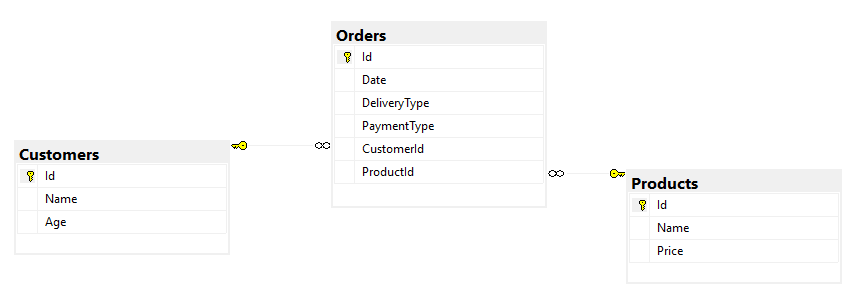 Orders
Id
Date
DeliveryType
PaymentType
CustomerId
ProductId
Customers
Id
Name
Age
Products
Id
Name
Price